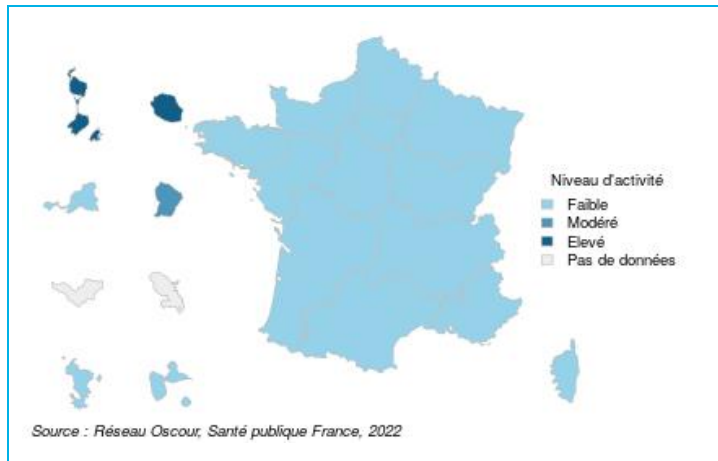 Niveau d'activité
Faible
Modéré
Elevé
Pas de données
Source : Réseau Oscour, Santé publique France, 2022